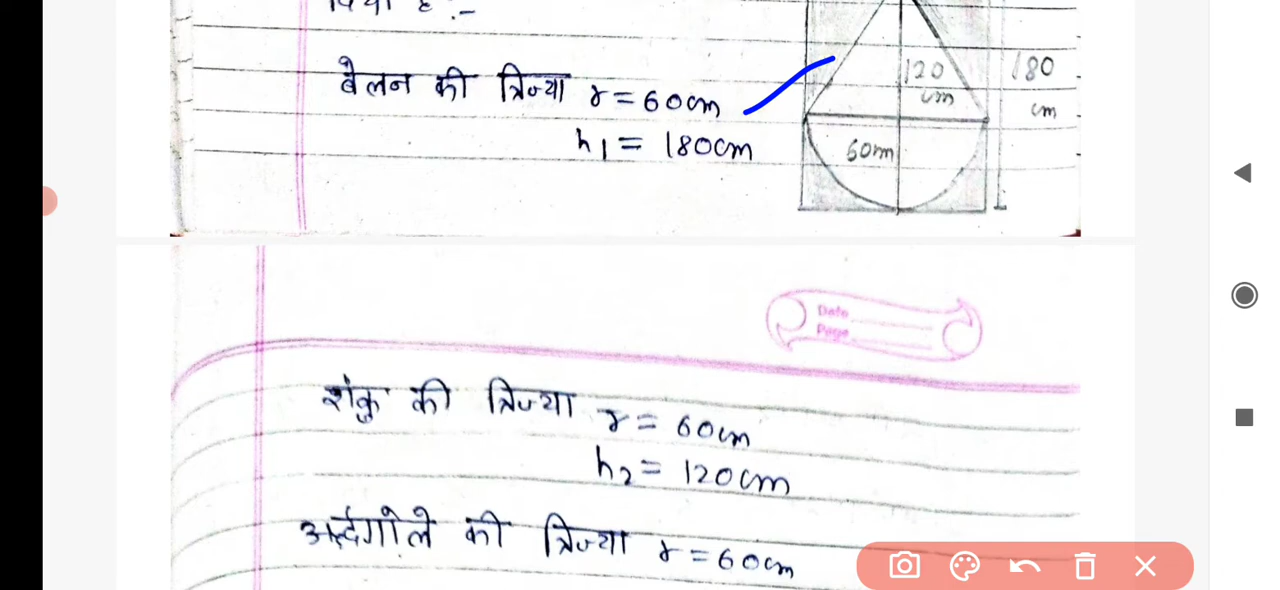 दिया है :-
बेलन की त्रिज्या r = 60cm
h1 = 180cm
120
cm
180
cm
60m
Date
Page
शंकु की त्रिज्या r = 60cm
h2 = 120cm
अर्द्धगोले की त्रिज्या r = 60cm